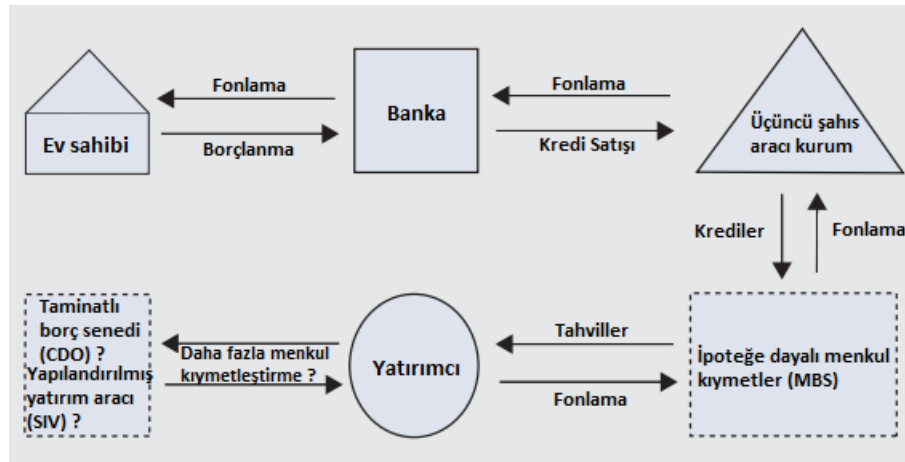 Fonlama
Fonlama
Ev sahibi
Banka
Üçüncü şahıs
aracı kurum
Borçlanma
Kredi Satışı
Krediler
Fonlama
Taminatlı
borç senedi
(CDO) ?
Yapılandırılmış
yatırım aracı
(SIV) ?
Daha fazla menkul
kıymetleştirme ?
Yatırımcı
Tahviller
Fonlama
İpoteğe dayalı menkul
kıymetler (MBS)